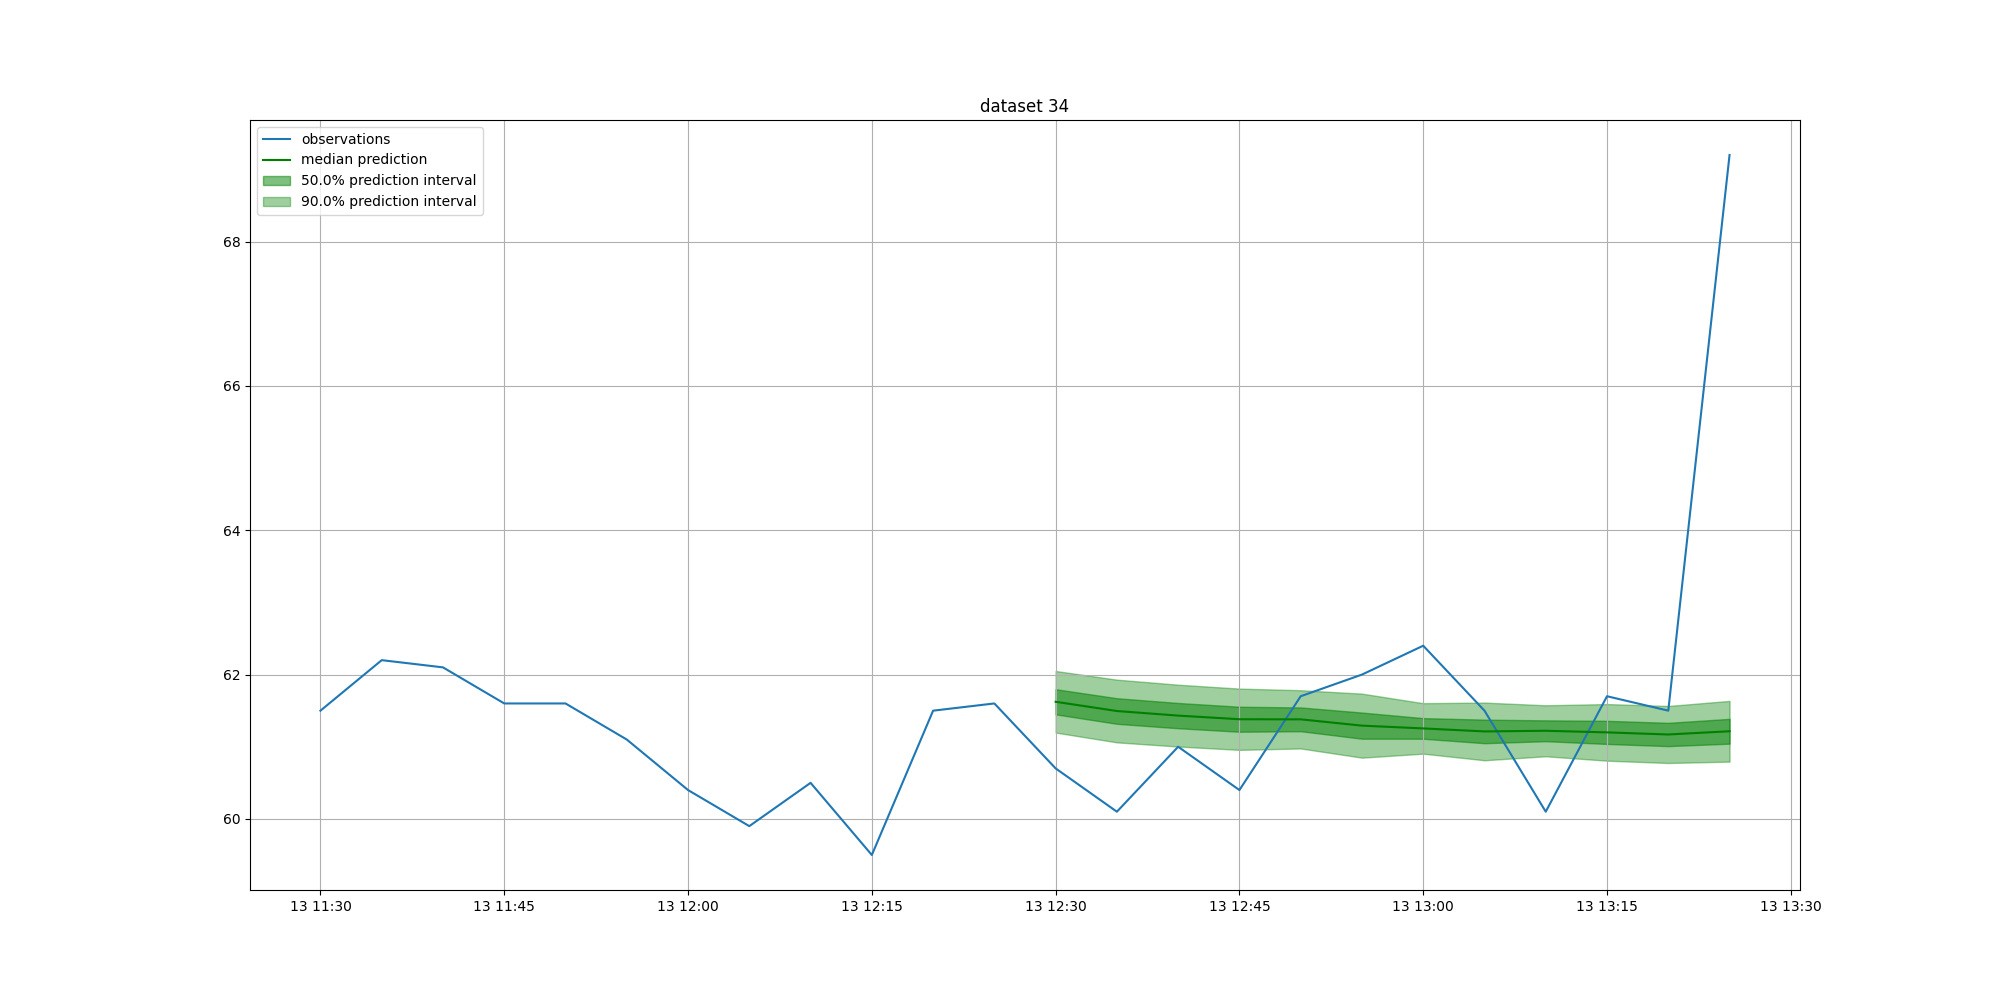 dataset 34
observations
median prediction
50.0% prediction interval
90.0% prediction interval
68
66
64
62
60
13 11:30 13 11:45 13 12:00 13 12:15 13 12:30 13 12:45 13 13:00 13 13:15 13 13:30